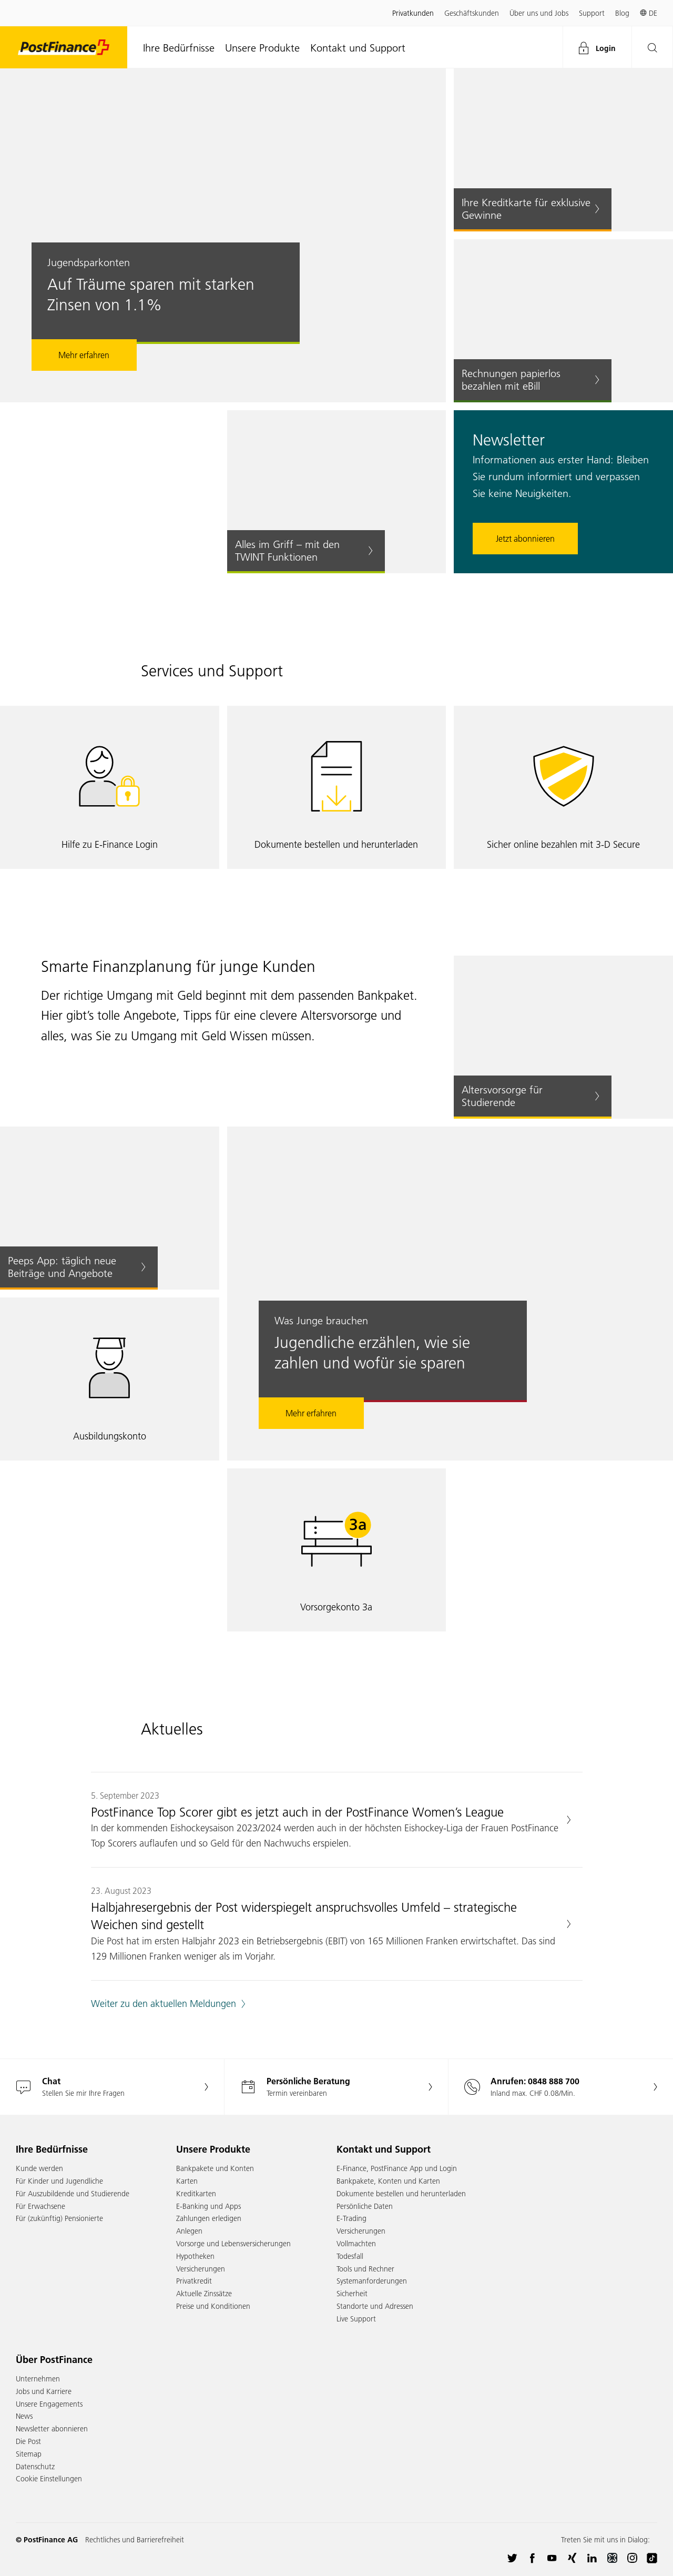 Privatkunden Geschäftskunden Über uns und Jobs Support Blog DE
PostFinance
Ihre Bedürfnisse Unsere Produkte Kontakt und Support
Login
Jugendsparkonten
Auf Träume sparen mit starken
Zinsen von 1.1%
Mehr erfahren
Ihre Kreditkarte für exklusive
Gewinne
Rechnungen papierlos
bezahlen mit eBill
Alles im Griff – mit den
TWINT Funktionen
Newsletter
Informationen aus erster Hand: Bleiben
Sie rundum informiert und verpassen
Sie keine Neuigkeiten.
Jetzt abonnieren
Services und Support
Hilfe zu E-Finance Login
Dokumente bestellen und herunterladen
Sicher online bezahlen mit 3-D Secure
Smarte Finanzplanung für junge Kunden
Der richtige Umgang mit Geld beginnt mit dem passenden Bankpaket.
Hier gibt’s tolle Angebote, Tipps für eine clevere Altersvorsorge und
alles, was Sie zu Umgang mit Geld Wissen müssen.
Altersvorsorge für
Studierende
Peeps App: täglich neue
Beiträge und Angebote
Was Junge brauchen
Jugendliche erzählen, wie sie
zahlen und wofür sie sparen
Mehr erfahren
Ausbildungskonto
3a
Vorsorgekonto 3a
Aktuelles
5. September 2023
PostFinance Top Scorer gibt es jetzt auch in der PostFinance Women’s League
In der kommenden Eishockeysaison 2023/2024 werden auch in der höchsten Eishockey-Liga der Frauen PostFinance
Top Scorers auflaufen und so Geld für den Nachwuchs erspielen.
23. August 2023
Halbjahresergebnis der Post widerspiegelt anspruchsvolles Umfeld – strategische
Weichen sind gestellt
Die Post hat im ersten Halbjahr 2023 ein Betriebsergebnis (EBIT) von 165 Millionen Franken erwirtschaftet. Das sind
129 Millionen Franken weniger als im Vorjahr.
Weiter zu den aktuellen Meldungen
Chat
Stellen Sie mir Ihre Fragen
Persönliche Beratung
Termin vereinbaren
Anrufen: 0848 888 700
Inland max. CHF 0.08/Min.
Ihre Bedürfnisse
Kunde werden
Für Kinder und Jugendliche
Für Auszubildende und Studierende
Für Erwachsene
Für (zukünftig) Pensionierte
Unsere Produkte
Bankpakete und Konten
Karten
Kreditkarten
E-Banking und Apps
Zahlungen erledigen
Anlegen
Vorsorge und Lebensversicherungen
Hypotheken
Versicherungen
Privatkredit
Aktuelle Zinssätze
Preise und Konditionen
Kontakt und Support
E-Finance, PostFinance App und Login
Bankpakete, Konten und Karten
Dokumente bestellen und herunterladen
Persönliche Daten
E-Trading
Versicherungen
Vollmachten
Todesfall
Tools und Rechner
Systemanforderungen
Sicherheit
Standorte und Adressen
Live Support
Über PostFinance
Unternehmen
Jobs und Karriere
Unsere Engagements
News
Newsletter abonnieren
Die Post
Sitemap
Datenschutz
Cookie Einstellungen
© PostFinance AG Rechtliches und Barrierefreiheit
Treten Sie mit uns in Dialog: